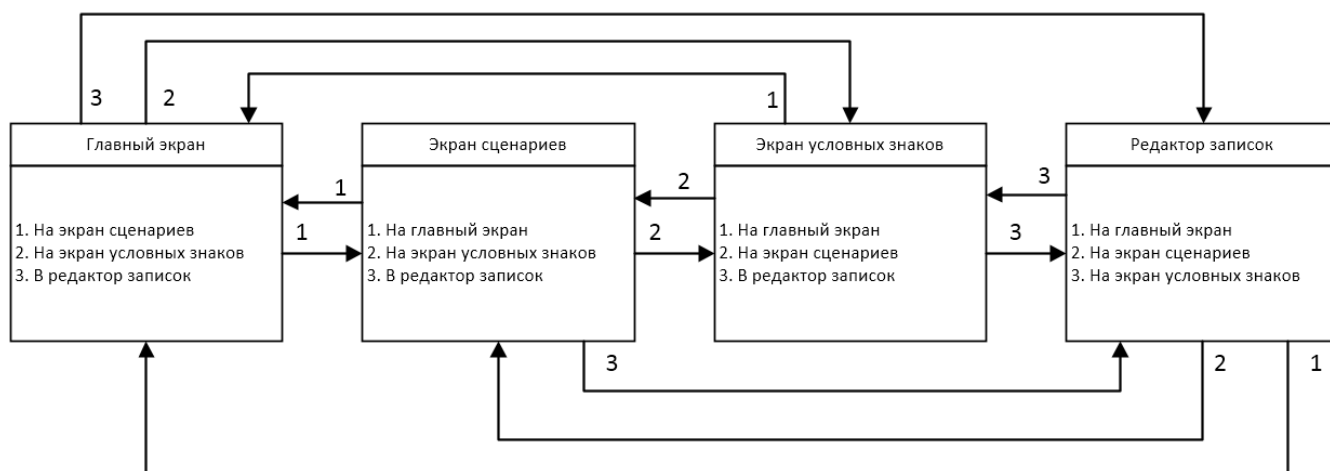 3
2
1
Главный экран
Экран сценариев
Экран условных знаков
Редактор записок
1
2
3
1. На экран сценариев
2. На экран условных знаков
3. В редактор записок
1
1. На главный экран
2. На экран условных знаков
3. В редактор записок
2
1. На главный экран
2. На экран сценариев
3. В редактор записок
3
1. На главный экран
2. На экран сценариев
3. На экран условных знаков
3
2
1